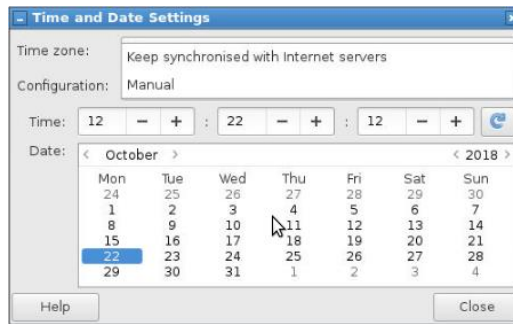 Time and Date Settings
Time zone:
Keep synchronised with Internet servers
Configuration:
Manual
Time: 12 − + : 22 − + : 12 − +
Date: < October > < 2018 >
Mon Tue Wed Thu Fri Sat Sun
24 25 26 27 28 29 30
1 2 3 4 5 6 7
8 9 10 11 12 13 14
15 16 17 18 19 20 21
22 23 24 25 26 27 28
29 30 31 1 2 3 4
Help Close